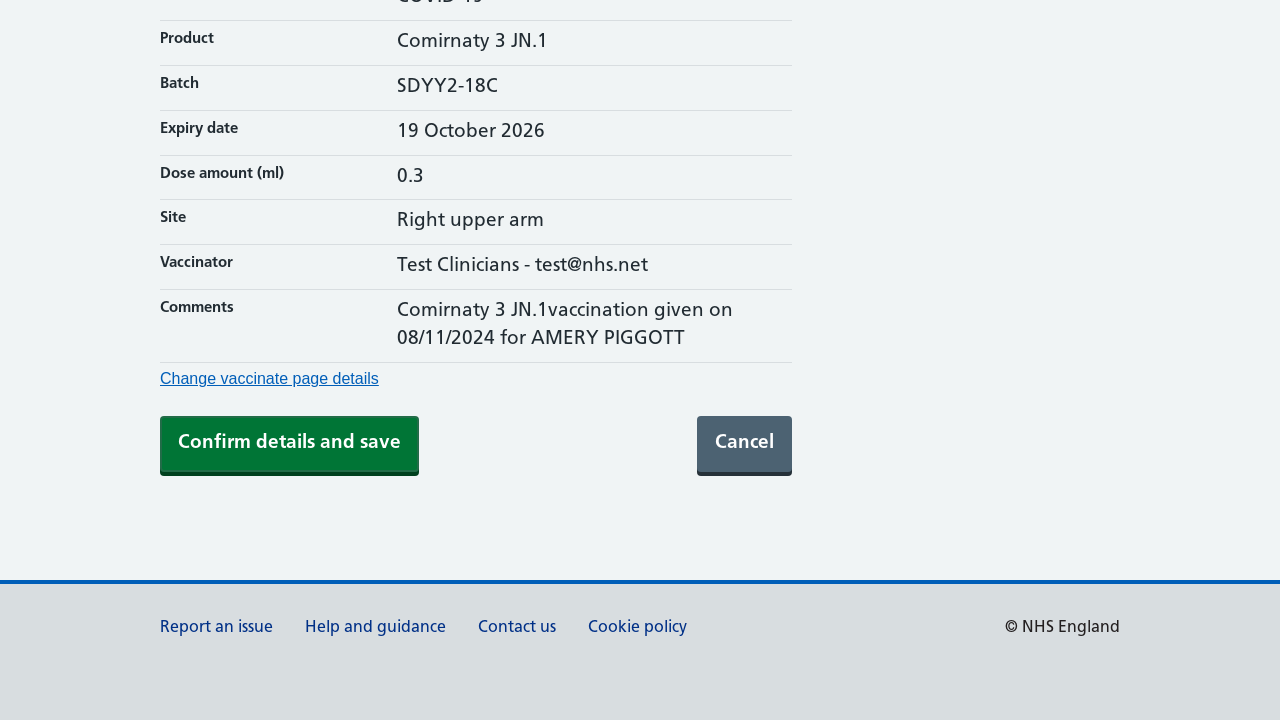 Product
Comirnaty 3 JN.1
Batch
SDYY2-18C
Expiry date
19 October 2026
Dose amount (ml)
0.3
Site
Right upper arm
Vaccinator
Test Clinicians - test@nhs.net
Comments
Comirnaty 3 JN.1vaccination given on
08/11/2024 for AMERY PIGGOTT
Change vaccinate page details
Confirm details and save
Cancel
Report an issue
Help and guidance
Contact us
Cookie policy
© NHS England